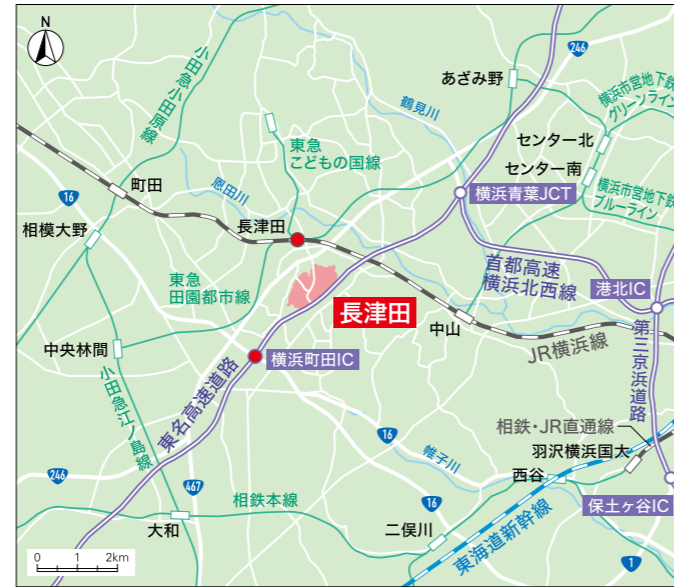 N
246
小田急小田原線
あざみ野
鶴見川
横浜市営地下鉄
グリーンライン
東急
こどもの国線
センター北
センター南
恩田川
町田
16
横浜青葉JCT
横浜市営地下鉄
ブルーライン
相模大野
長津田
首都高速
横浜北西線
東急
田園都市線
港北IC
長津田
中山
中央林間
横浜町田IC
JR横浜線
第三京浜道路
小田急江ノ島線
東名高速道路
相鉄・JR直通線
16
羽沢横浜国大
帷子川
西谷
246
467
相鉄本線
16
保土ヶ谷IC
大和
二俣川
東海道新幹線
1
0 1 2km